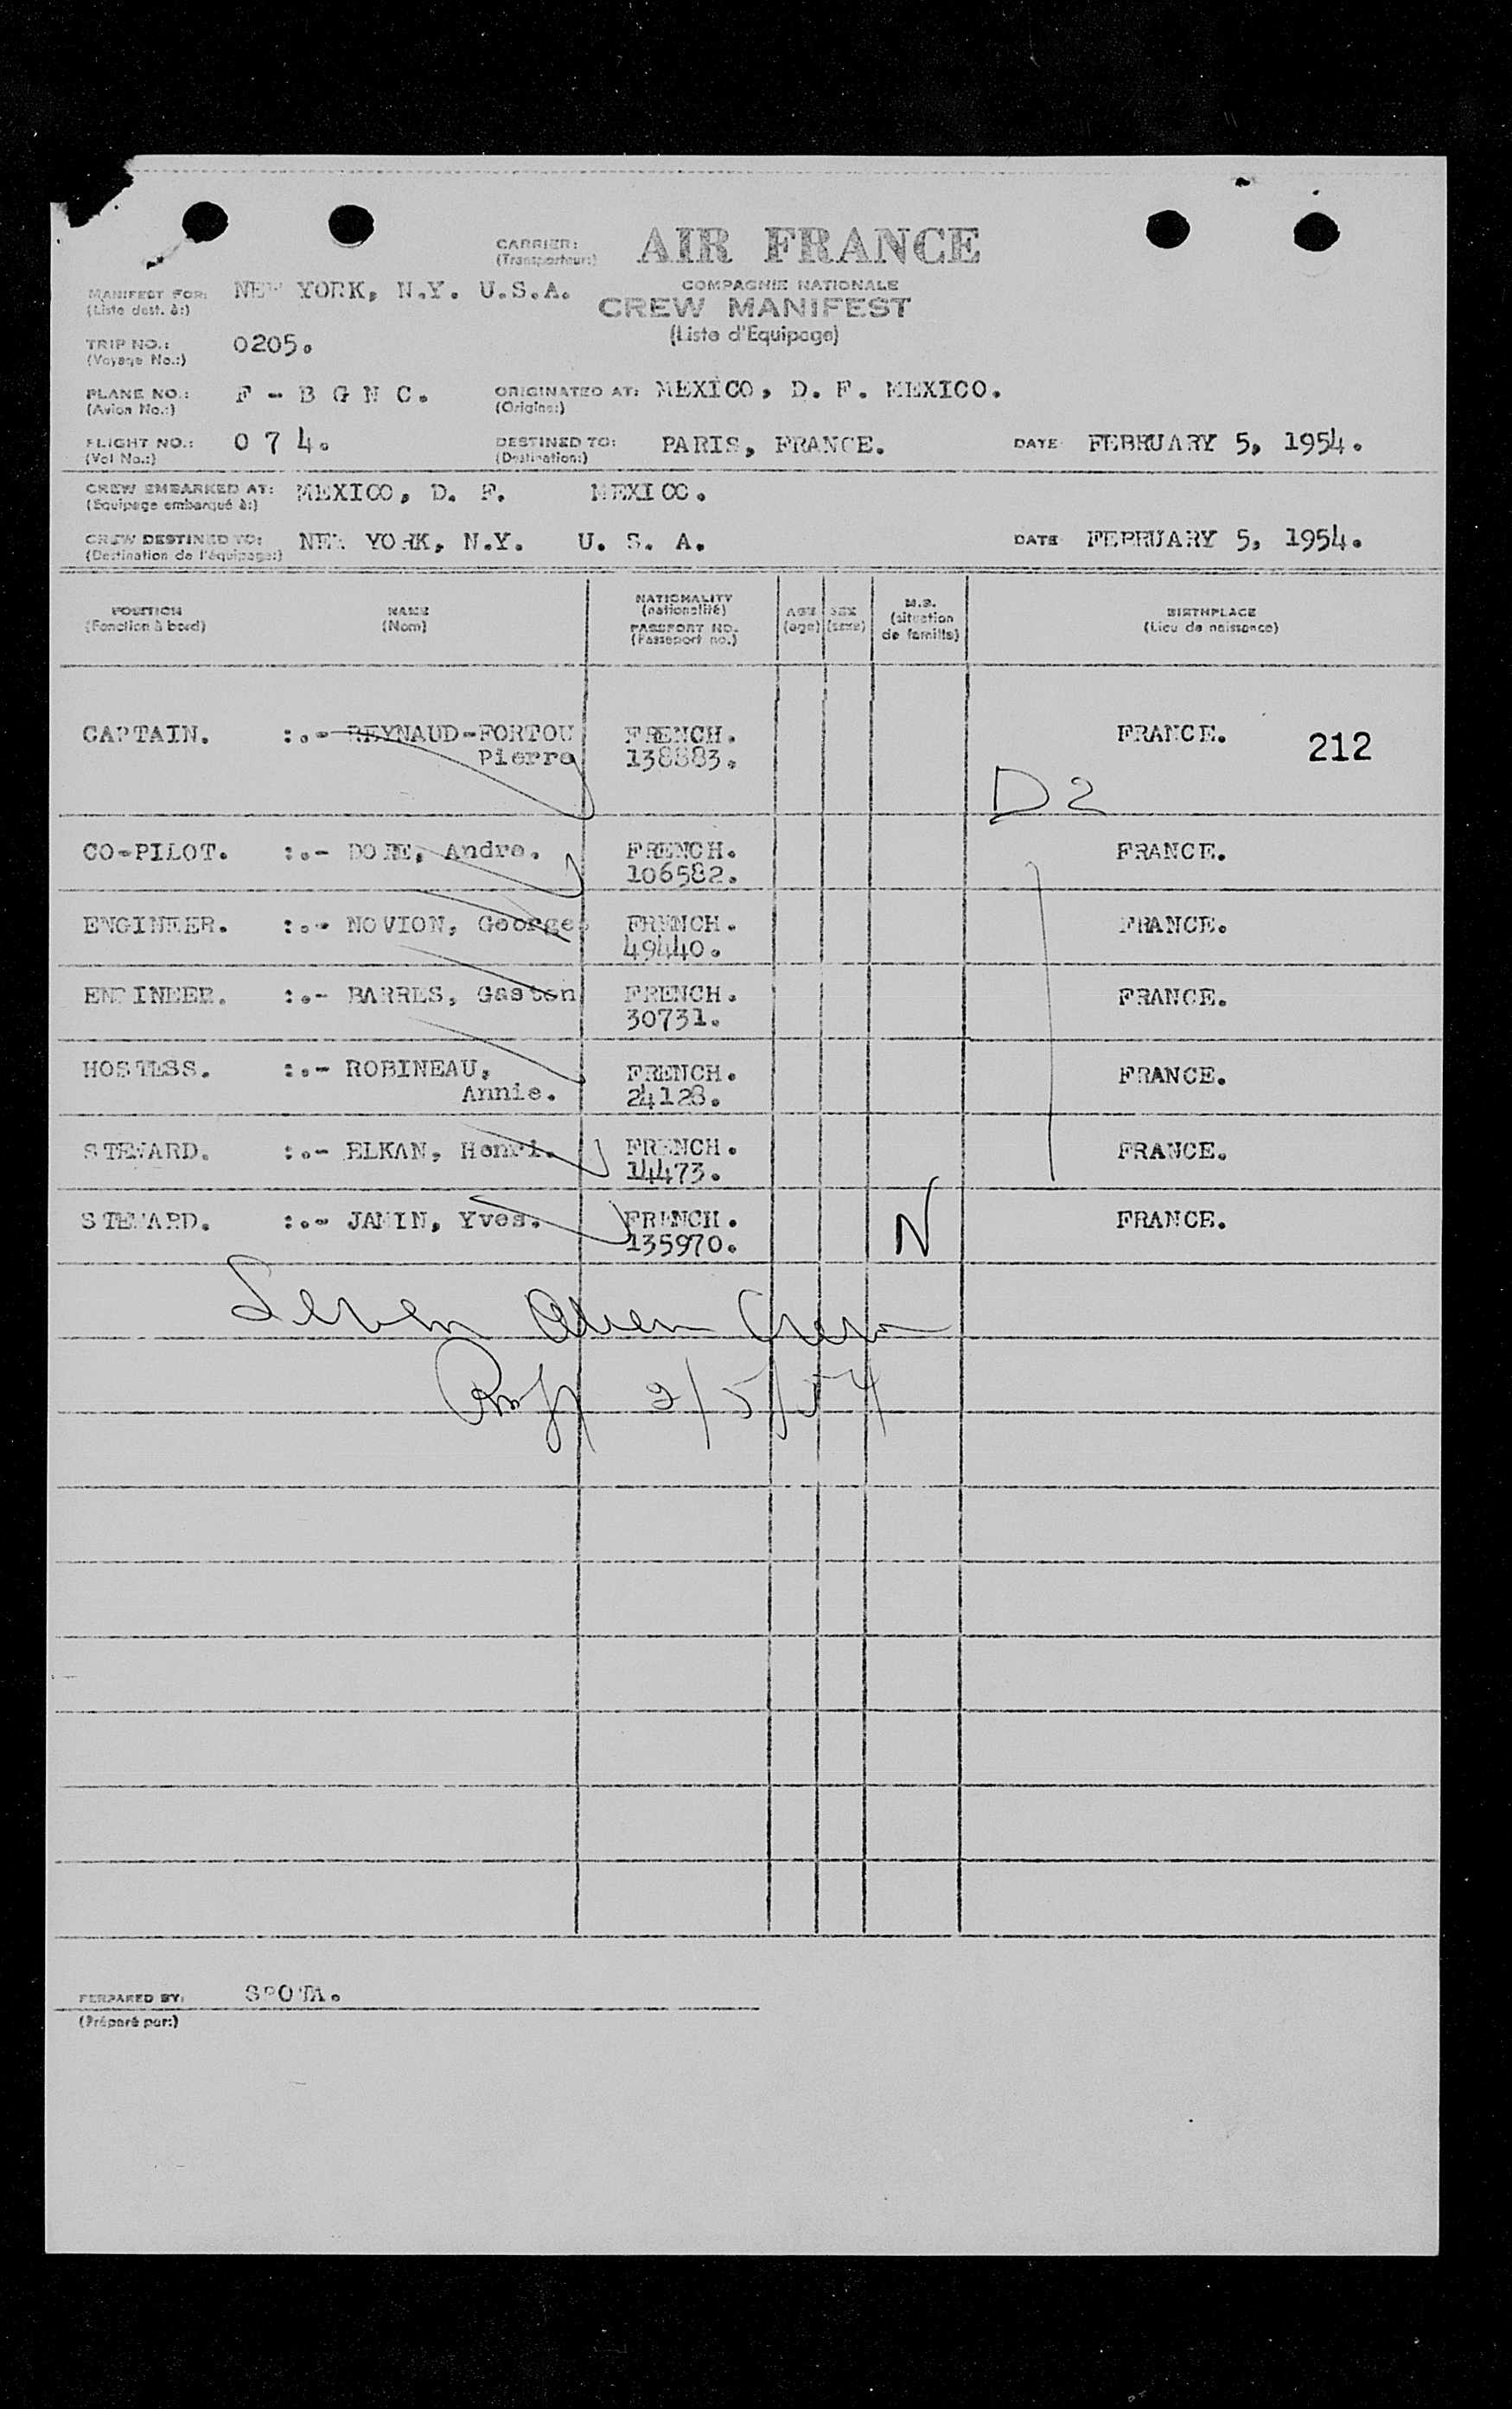 CARRIER: AIR FRANCE
(Transporteur:)
COMPAGNIE NATIONALE
MANIFEST FOR: NEW YORK, N.Y. U.S.A.
(Liste dest. à:)
CREW MANIFEST
(Liste d'Equipage)
TRIP NO.: 0205.
(Voyage No.:)
PLANE NO.: F - B G N C. ORIGINATED AT: MEXICO, D. F. MEXICO.
(Avion No.:) (Origine:)
FLIGHT NO.: 0 7 4. DESTINED TO: PARIS, FRANCE. DATE FEBRUARY 5, 1954.
(Vol No.:) (Destination:)
CREW EMBARKED AT: MEXICO, D. F. MEXICO.
(Equipage embarqué à:)
CREW DESTINED TO: NEW YORK, N.Y. U. S. A. DATE FEBRUARY 5, 1954.
(Destination de l'équipage:)
POSITION NAME NATIONALITY AGE SEX M.S. BIRTHPLACE
(Fonction à bord) (Nom) (nationalité) (age) (sexe) (situation de famille) (Lieu de naissance)
PASSPORT NO.
(Passeport no.)
CAPTAIN. :.- REYNAUD-FORTOU FRENCH. FRANCE. 212
Pierre 138883.
D2
CO-PILOT. :.- Andre. FRENCH. FRANCE.
106582.
ENGINEER. :.- NOVION, Georges FRENCH. FRANCE.
49440.
ENGINEER. :.- BARRES, Gaston FRENCH. FRANCE.
30731.
HOSTESS. :.- ROBINEAU, FRENCH. FRANCE.
Annie. 24128.
STEWARD. :.- ELKAN, Henri. FRENCH. FRANCE.
14473.
STEWARD. :.- JAMIN, Yves. FRENCH. N FRANCE.
135970.
Seven Alien Crew
2/5/54
PERPARED BY: SPOTA.
(Préparé par:)